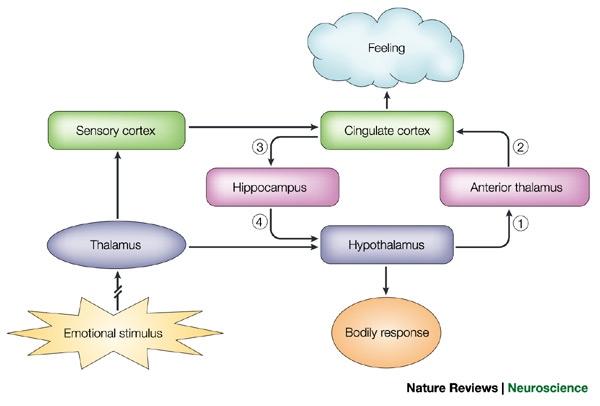 Feeling
Sensory cortex
Cingulate cortex
3
2
Hippocampus
Anterior thalamus
4
1
Thalamus
Hypothalamus
Emotional stimulus
Bodily response
Nature Reviews | Neuroscience